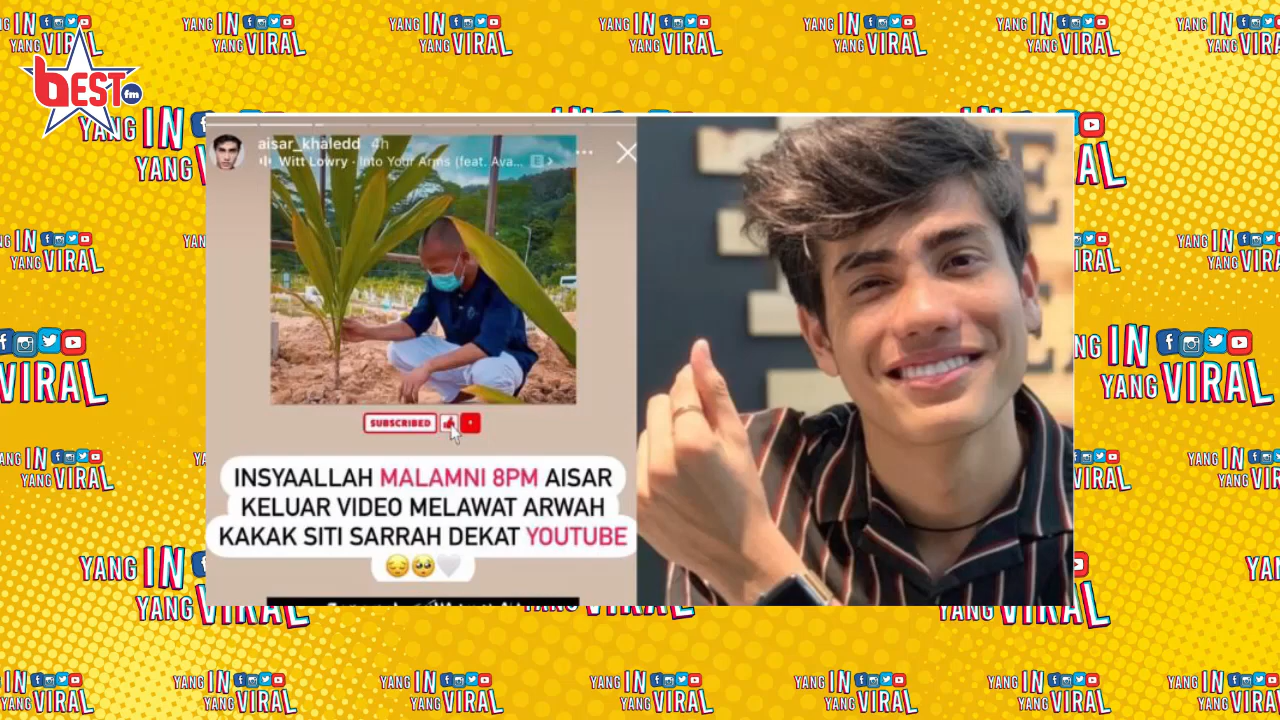 BEST fm
YANG IN
YANG VIRAL
aisar_khaledd 4h
Witt Lowry · Into Your Arms (feat. Ava...
SUBSCRIBED
INSYAALLAH MALAMNI 8PM AISAR
KELUAR VIDEO MELAWAT ARWAH
KAKAK SITI SARRAH DEKAT YOUTUBE